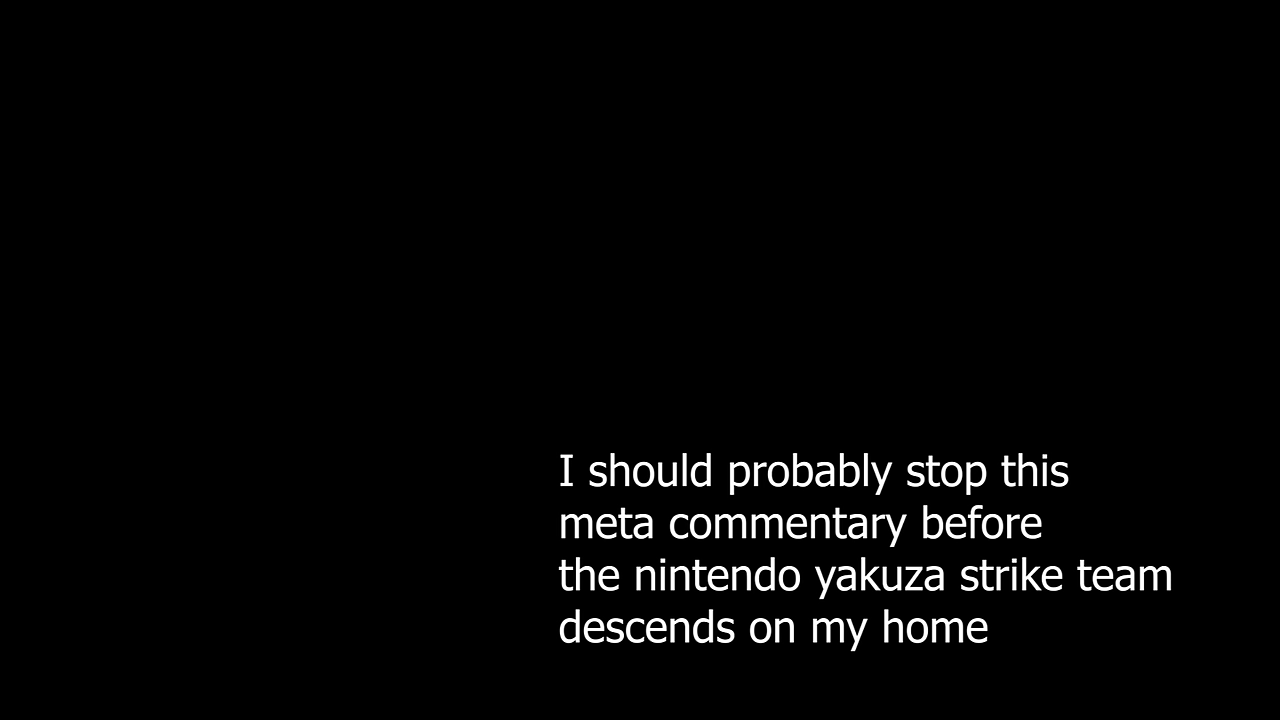 I should probably stop this
meta commentary before
the nintendo yakuza strike team
descends on my home